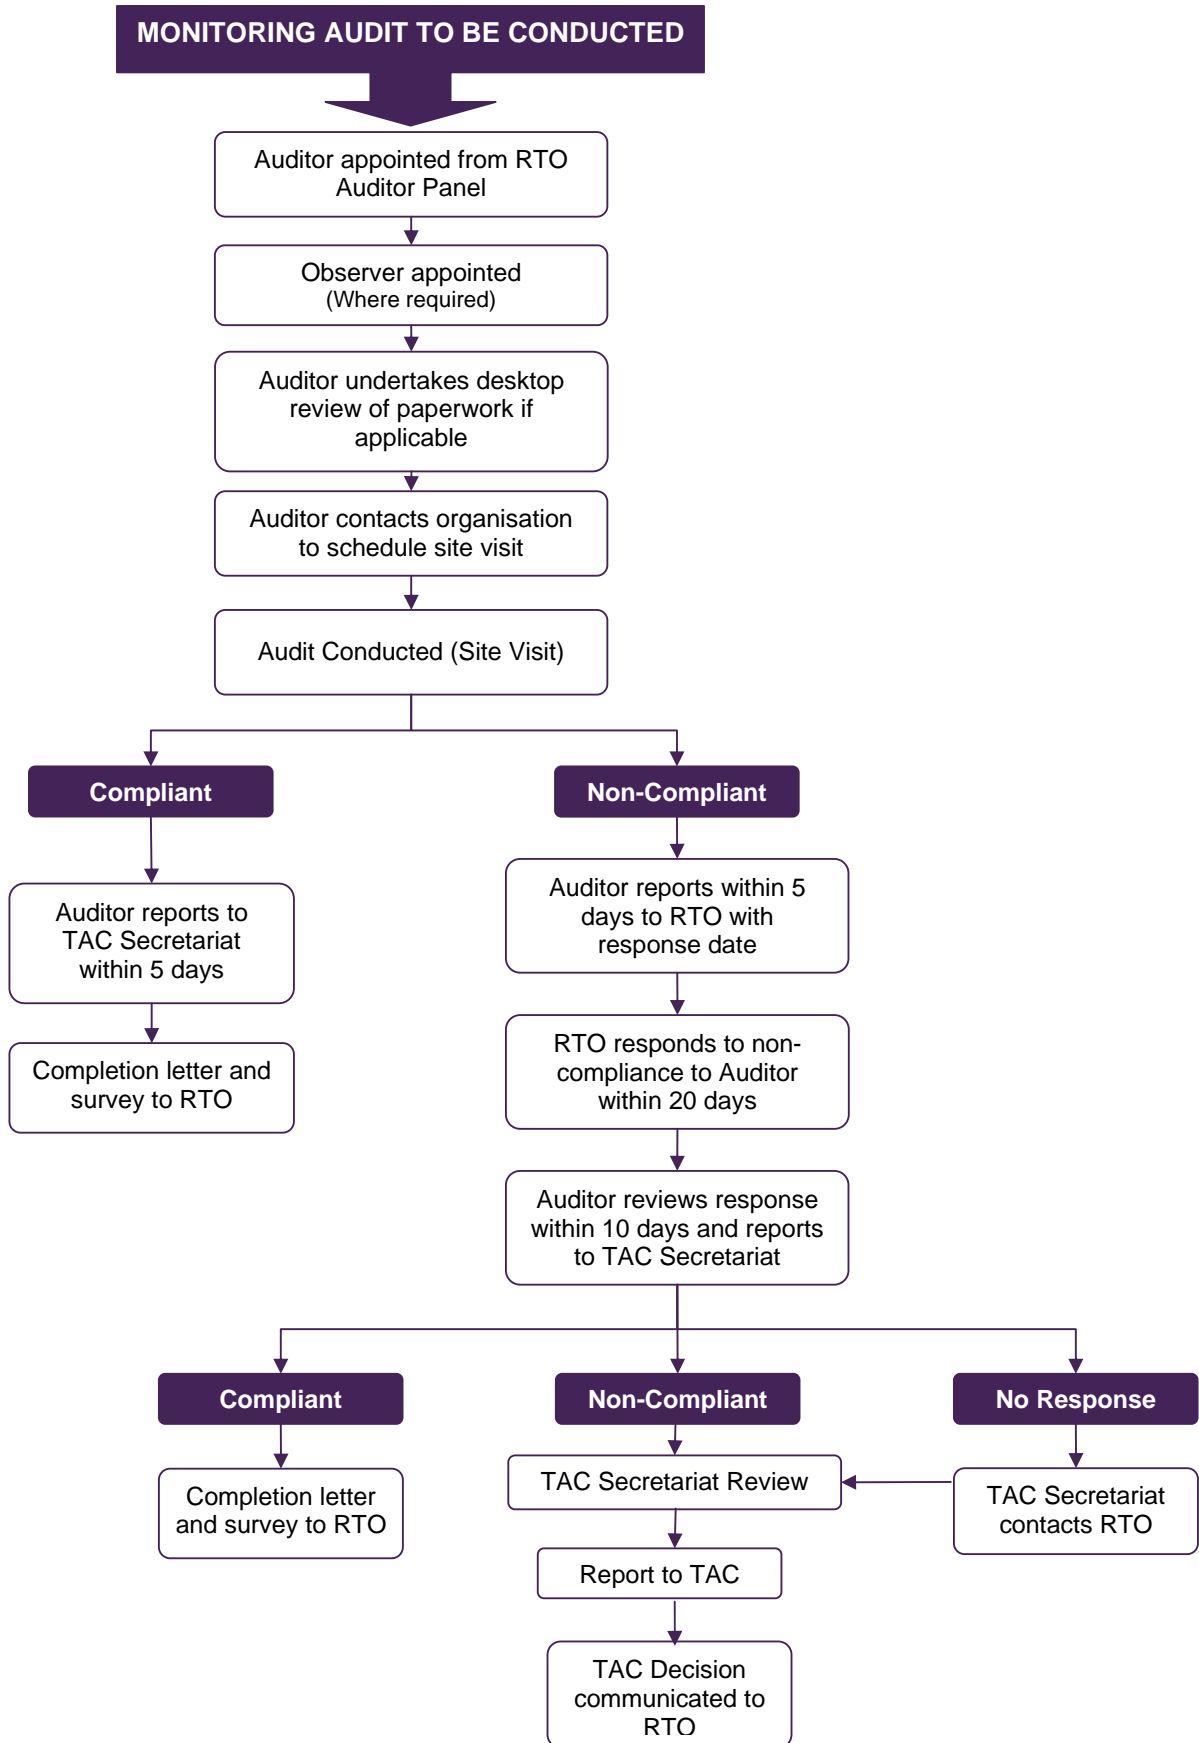 MONITORING AUDIT TO BE CONDUCTED
Auditor appointed from RTO
Auditor Panel
Observer appointed
(Where required)
Auditor undertakes desktop
review of paperwork if
applicable
Auditor contacts organisation
to schedule site visit
Audit Conducted (Site Visit)
Compliant
Non-Compliant
Auditor reports to
TAC Secretariat
within 5 days
Completion letter and
survey to RTO
Auditor reports within 5
days to RTO with
response date
RTO responds to non-
compliance to Auditor
within 20 days
Auditor reviews response
within 10 days and reports
to TAC Secretariat
Compliant
Non-Compliant
No Response
Completion letter
and survey to RTO
TAC Secretariat Review
TAC Secretariat
contacts RTO
Report to TAC
TAC Decision
communicated to
RTO